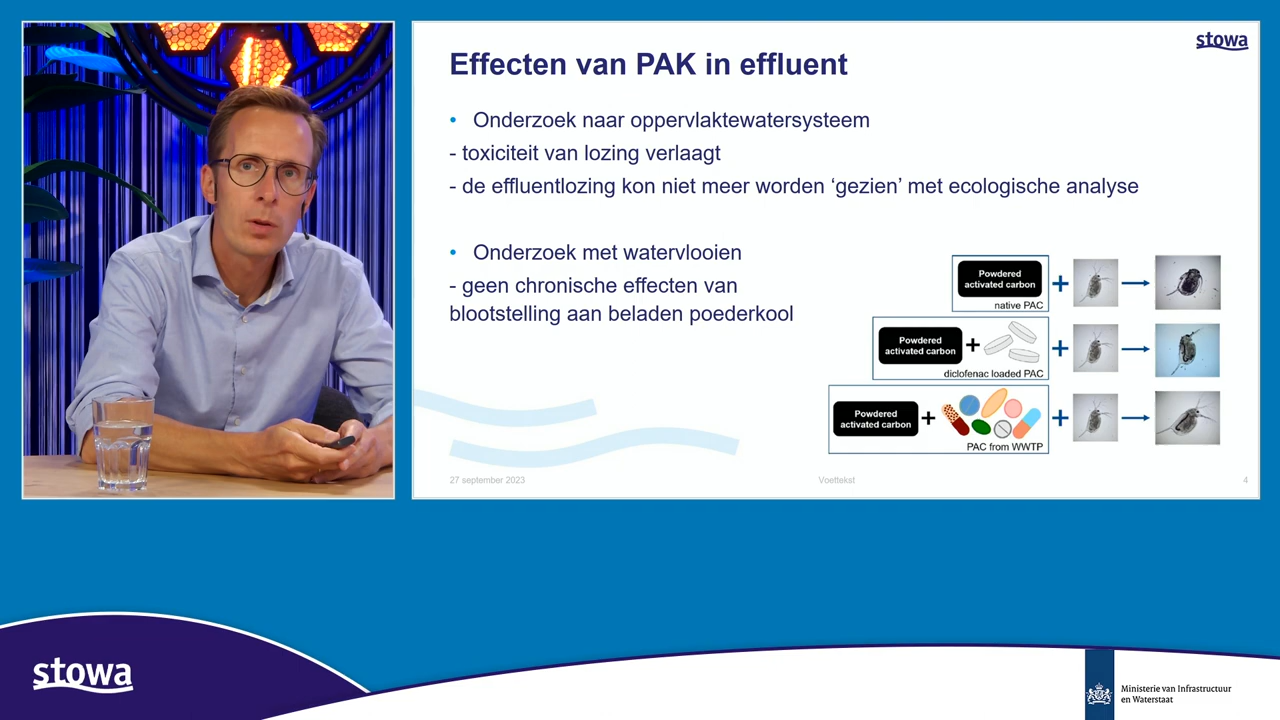 stowa
Effecten van PAK in effluent
• Onderzoek naar oppervlaktewatersysteem
- toxiciteit van lozing verlaagt
- de effluentlozing kon niet meer worden ‘gezien’ met ecologische analyse
• Onderzoek met watervlooien
- geen chronische effecten van
blootstelling aan beladen poederkool
Powdered
activated carbon
native PAC
Powdered
activated carbon
diclofenac loaded PAC
Powdered
activated carbon
PAC from WWTP
27 september 2023
Voettekst
4
stowa
Ministerie van Infrastructuur
en Waterstaat